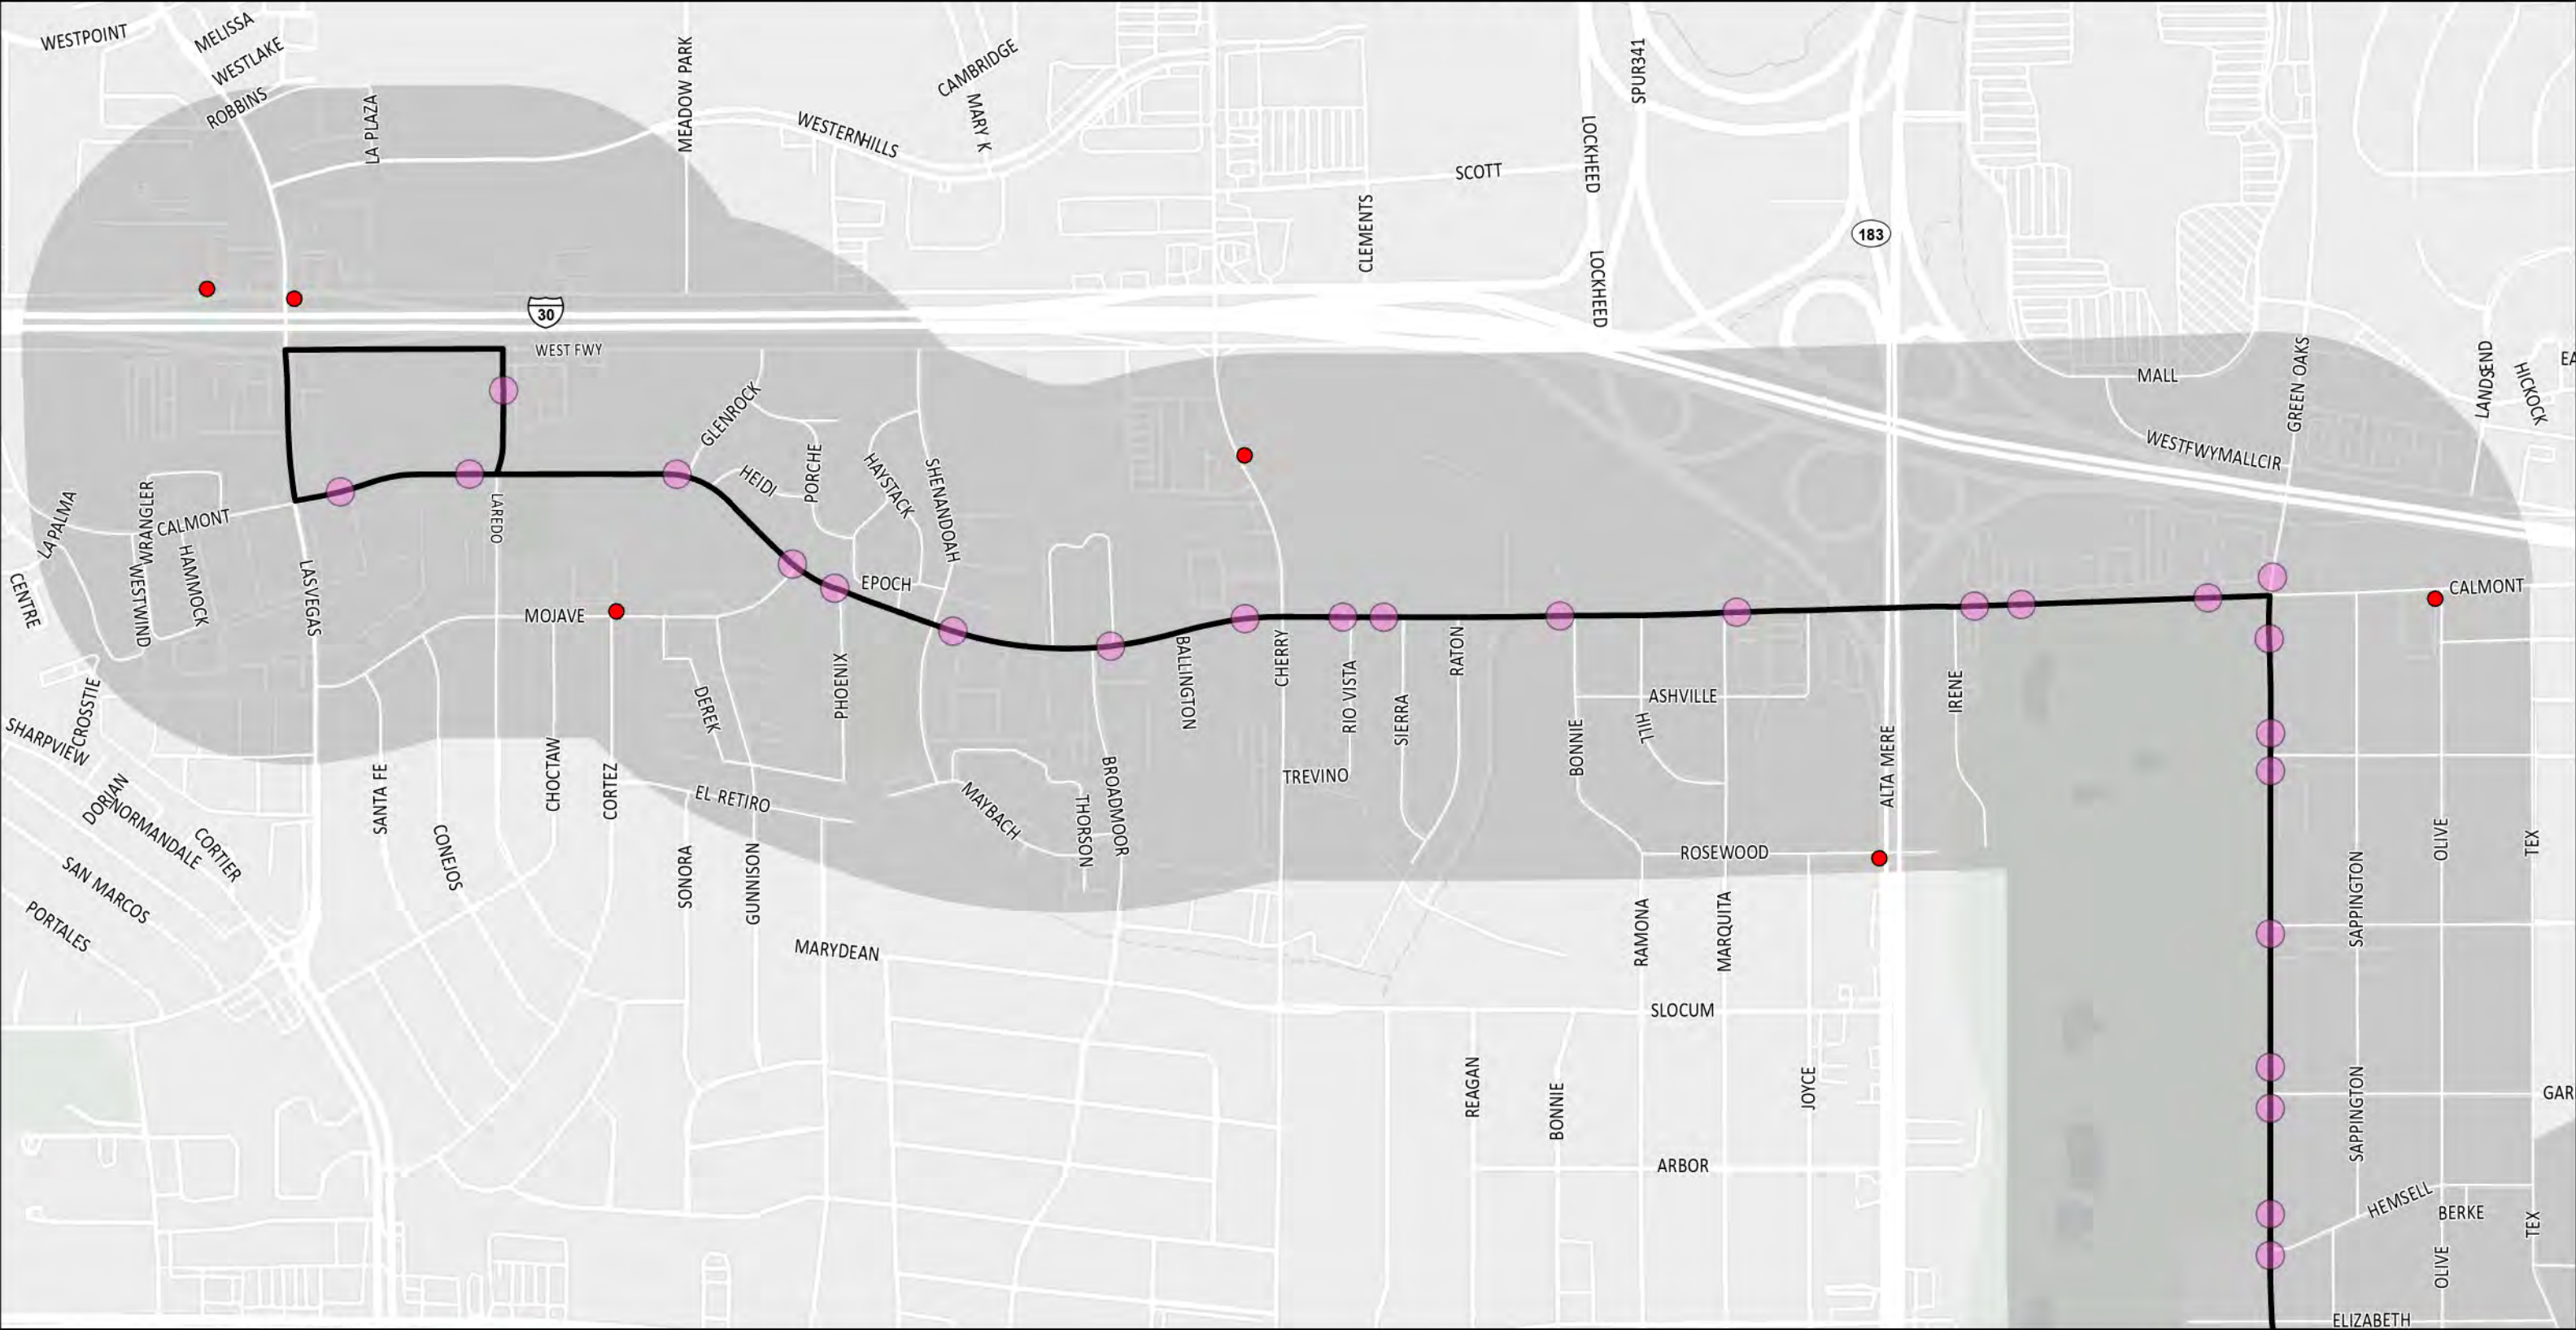 WESTPOINT
MELISSA
WESTLAKE
ROBBINS
LA PLAZA
MEADOW PARK
WESTERNHILLS
CAMBRIDGE
MARY K
CLEMENTS
SCOTT
LOCKHEED
SPUR341
LOCKHEED
183
30
WEST FWY
MALL
GREEN OAKS
LANDSEND
HICKOCK
EA
WESTFWYMALLCIR
GLENROCK
HEIDI
PORCHE
HAYSTACK
SHENANDOAH
EPOCH
LA PALMA
WRANGLER
CALMONT
HAMMOCK
WESTWIND
CENTRE
LASVEGAS
LAREDO
MOJAVE
CALMONT
CROSSTIE
SHARPVIEW
DORIAN
NORMANDALE
CORTIER
SAN MARCOS
PORTALES
SANTA FE
CONEJOS
CHOCTAW
CORTEZ
DEREK
EL RETIRO
SONORA
GUNNISON
PHOENIX
MAYBACH
THORSON
BROADMOOR
BALLINGTON
CHERRY
RIO VISTA
SIERRA
RATON
TREVINO
BONNIE
HILL
ASHVILLE
ROSEWOOD
ALTA MERE
IRENE
SAPPINGTON
OLIVE
TEX
MARYDEAN
RAMONA
MARQUITA
SLOCUM
REAGAN
BONNIE
JOYCE
ARBOR
SAPPINGTON
GAR
HEMSELL
BERKE
OLIVE
TEX
ELIZABETH